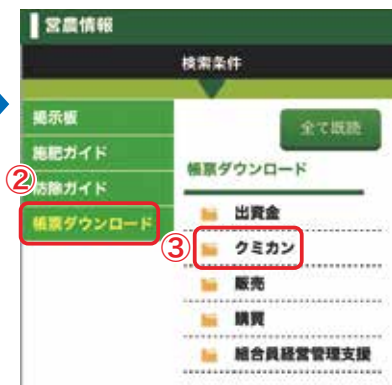 営農情報
検索条件
掲示板
施肥ガイド
②
防除ガイド
帳票ダウンロード
全て既読
帳票ダウンロード
出資金
③
クミカン
販売
購買
組合員経営管理支援